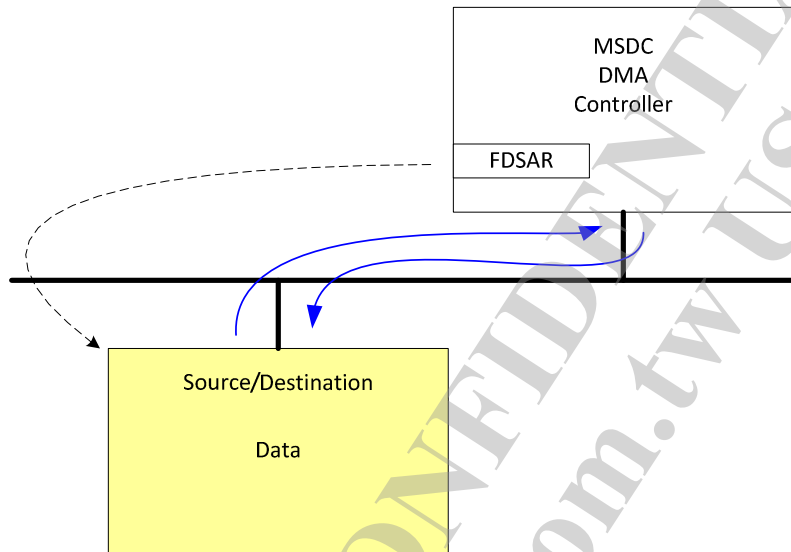 MSDC
DMA
Controller
FDSAR
Source/Destination
Data